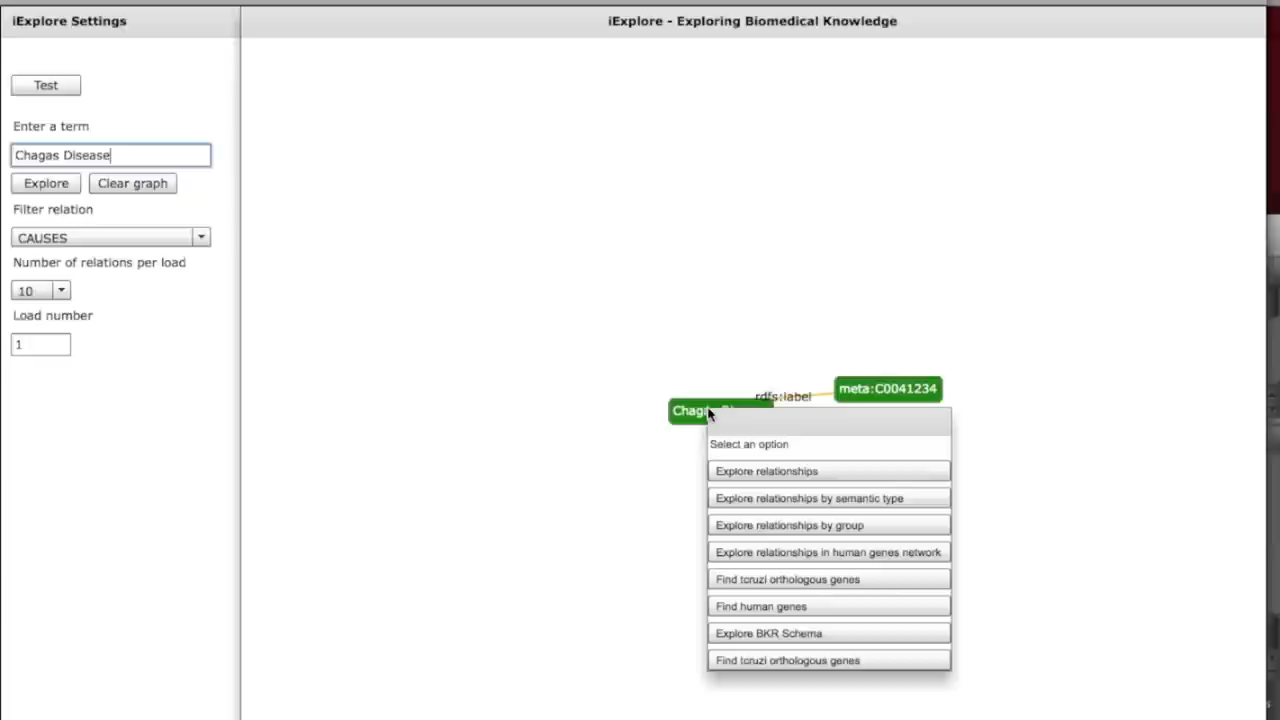 iExplore Settings
iExplore - Exploring Biomedical Knowledge
Test
Enter a term
Chagas Disease
Explore
Clear graph
Filter relation
CAUSES
Number of relations per load
10
Load number
1
rdfs:label
meta:C0041234
Select an option
Explore relationships
Explore relationships by semantic type
Explore relationships by group
Explore relationships in human genes network
Find tcruzi orthologous genes
Find human genes
Explore BKR Schema
Find tcruzi orthologous genes